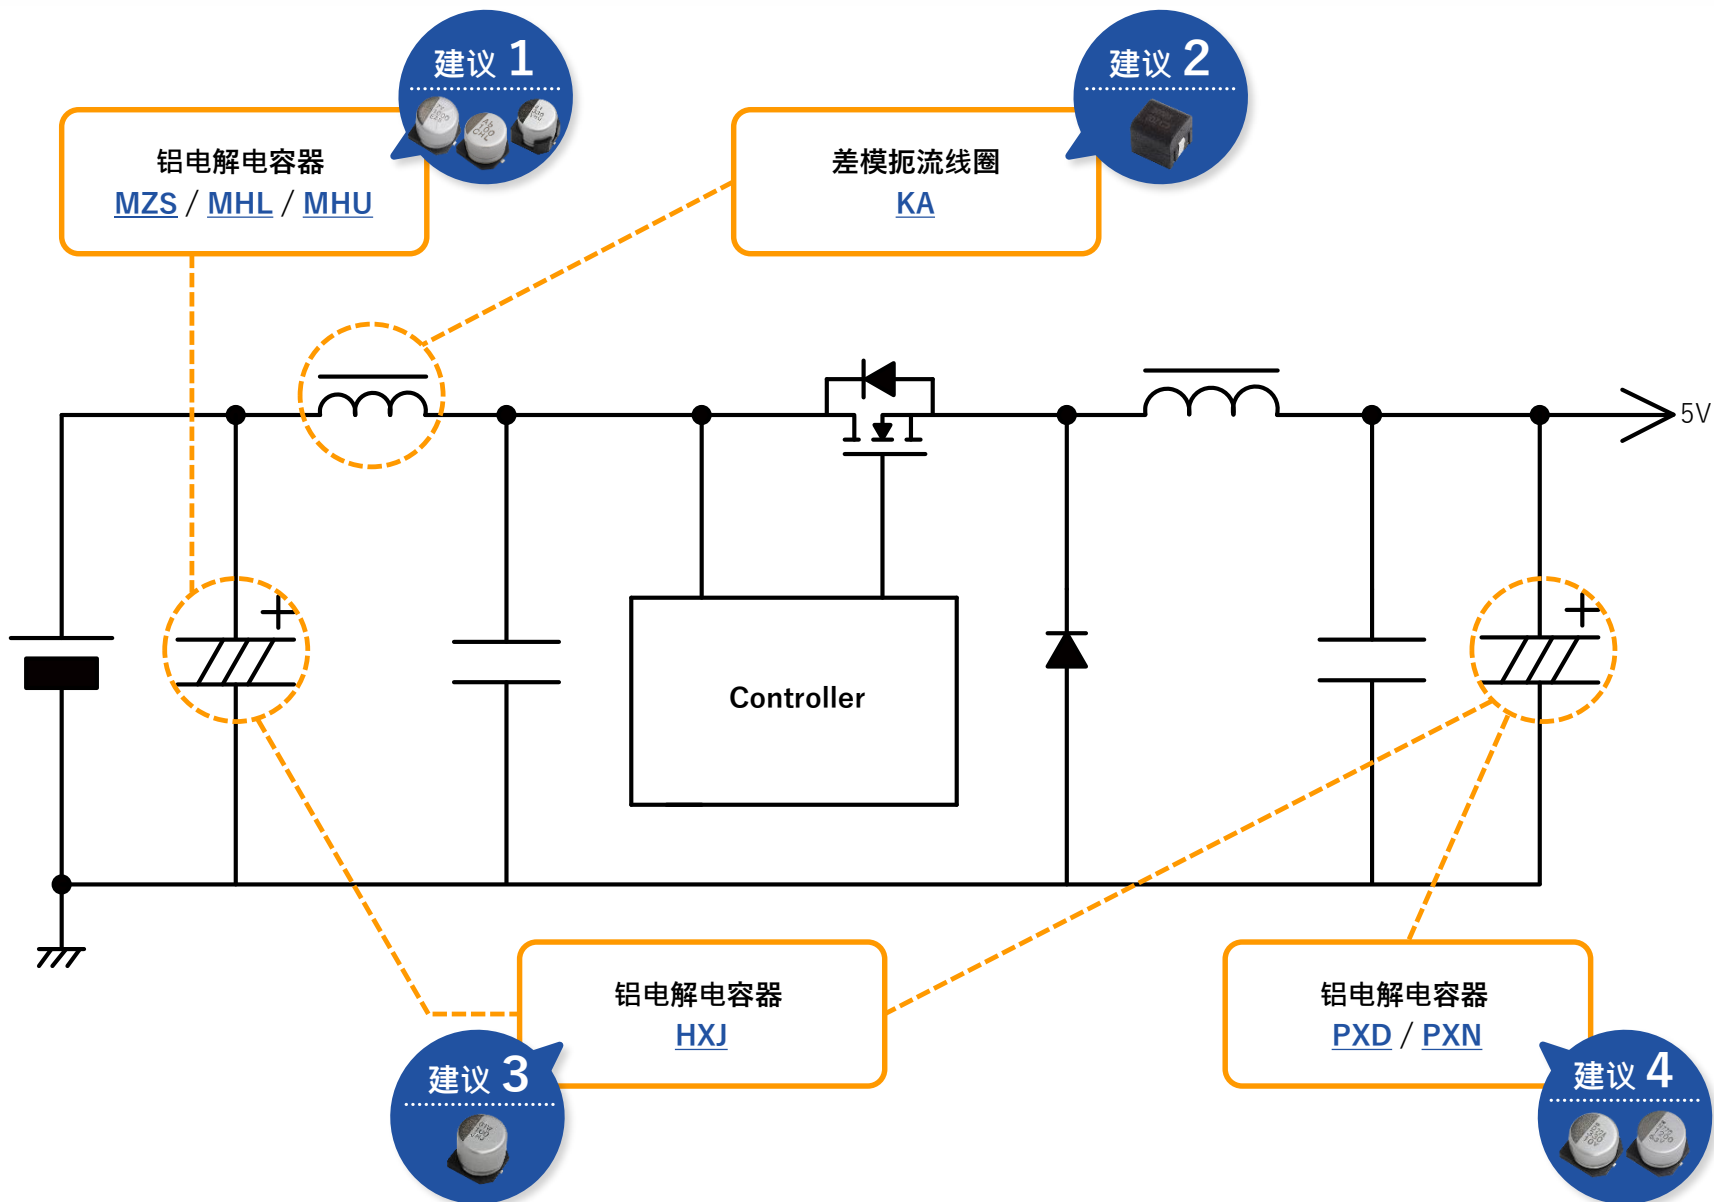 建议 1
铝电解电容器
MZS / MHL / MHU
建议 2
差模扼流线圈
KA
5V
Controller
铝电解电容器
HXJ
建议 3
铝电解电容器
PXD / PXN
建议 4